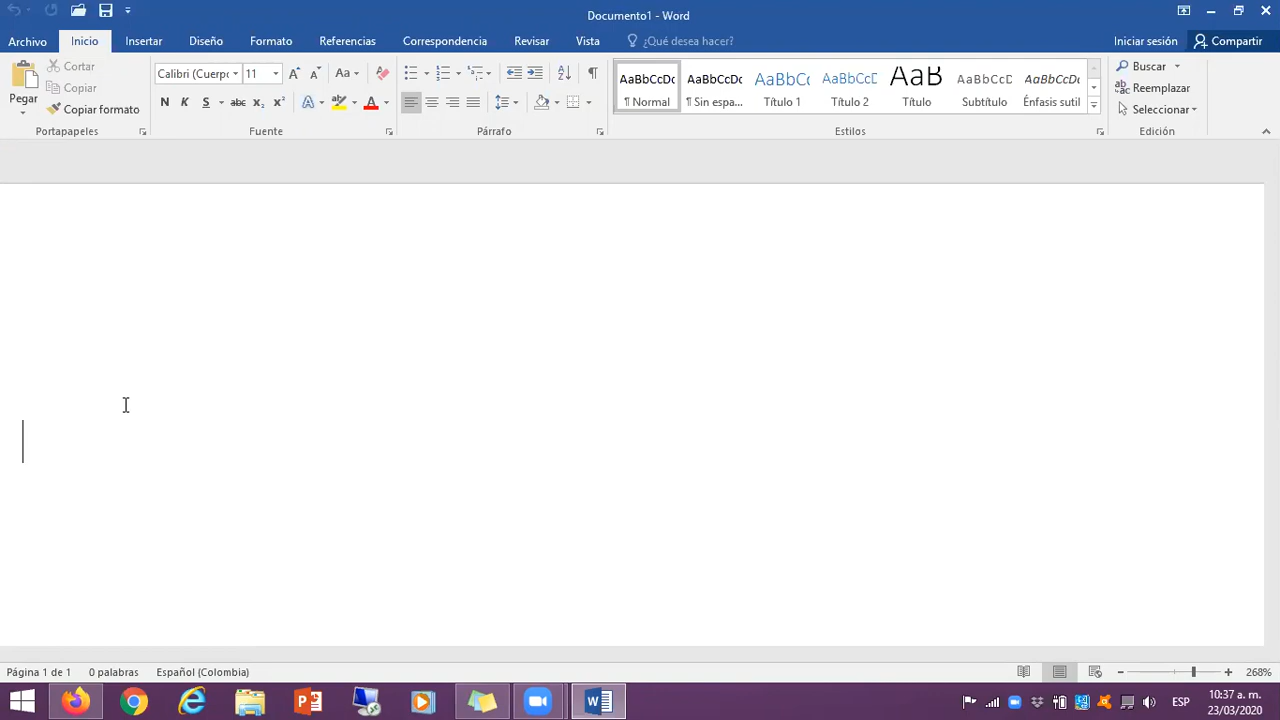 Documento1 - Word
Archivo Inicio Insertar Diseño Formato Referencias Correspondencia Revisar Vista ¿Qué desea hacer? Iniciar sesión Compartir
Pegar
Cortar
Copiar
Copiar formato
Portapapeles
Calibri (Cuerpo 11 Aa
N K S abc x₂ x² A A
Fuente
Párrafo
AaBbCcDc AaBbCcDc AaBbCc AaBbCcD AaB AaBbCcD AaBbCcDc
¶ Normal ¶ Sin espa... Título 1 Título 2 Título Subtítulo Énfasis sutil
Estilos
Buscar
Reemplazar
Seleccionar
Edición
Página 1 de 1 0 palabras Español (Colombia) 268%
ESP 10:37 a. m.
23/03/2020